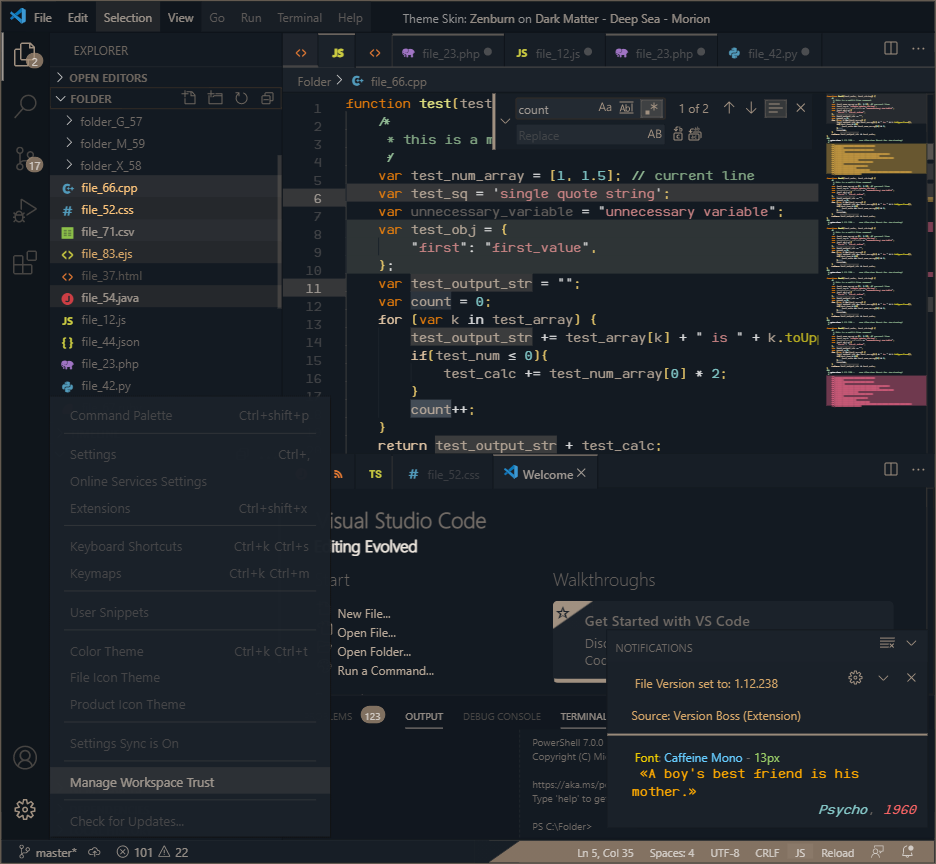 File Edit Selection View Go Run Terminal Help Theme Skin: Zenburn on Dark Matter - Deep Sea - Morion
2
EXPLORER
JS file_23.php JS file_12.js file_23.php file_42.py
OPEN EDITORS
Folder > file_66.cpp
FOLDER
folder_G_57
folder_M_59
folder_X_58
17
file_66.cpp
# file_52.css
file_71.csv
file_83.ejs
file_37.html
file_54.java
JS file_12.js
{} file_44.json
file_23.php
file_42.py
count Aa Abl .* 1 of 2
Replace AB
1 function test(test
2 /*
3 * this is a m
4 */
5 var test_num_array = [1, 1.5]; // current line
6 var test_sq = 'single quote string';
7 var unnecessary_variable = "unnecessary variable";
8 var test_obj = {
9 "first": "first_value",
10 };
11 var test_output_str = "";
12 var count = 0;
13 for (var k in test_array) {
14 test_output_str += test_array[k] + " is " + k.toUpp
15 if(test_num ≤ 0){
16 test_calc += test_num_array[0] * 2;
17 }
count++;
}
return test_output_str + test_calc;
Command Palette Ctrl+shift+p
Settings Ctrl+,
Online Services Settings
Extensions Ctrl+shift+x
Keyboard Shortcuts Ctrl+k Ctrl+s
Keymaps Ctrl+k Ctrl+m
User Snippets
Color Theme Ctrl+k Ctrl+t
File Icon Theme
Product Icon Theme
Settings Sync is On
Manage Workspace Trust
Check for Updates...
TS # file_52.css Welcome
isual Studio Code
iting Evolved
art
New File...
Open File...
Open Folder...
Run a Command...
Walkthroughs
Get Started with VS Code
Disc
Coc
LEMS 123 OUTPUT DEBUG CONSOLE TERMINAL
PowerShell 7.0.0
Copyright (C) Mi
https://aka.ms/p
Type 'help' to ge
PS C:\Folder>
NOTIFICATIONS
File Version set to: 1.12.238
Source: Version Boss (Extension)
Font: Caffeine Mono - 13px
«A boy's best friend is his
mother.»
Psycho, 1960
master* 101 22 Ln 5, Col 35 Spaces: 4 UTF-8 CRLF JS Reload